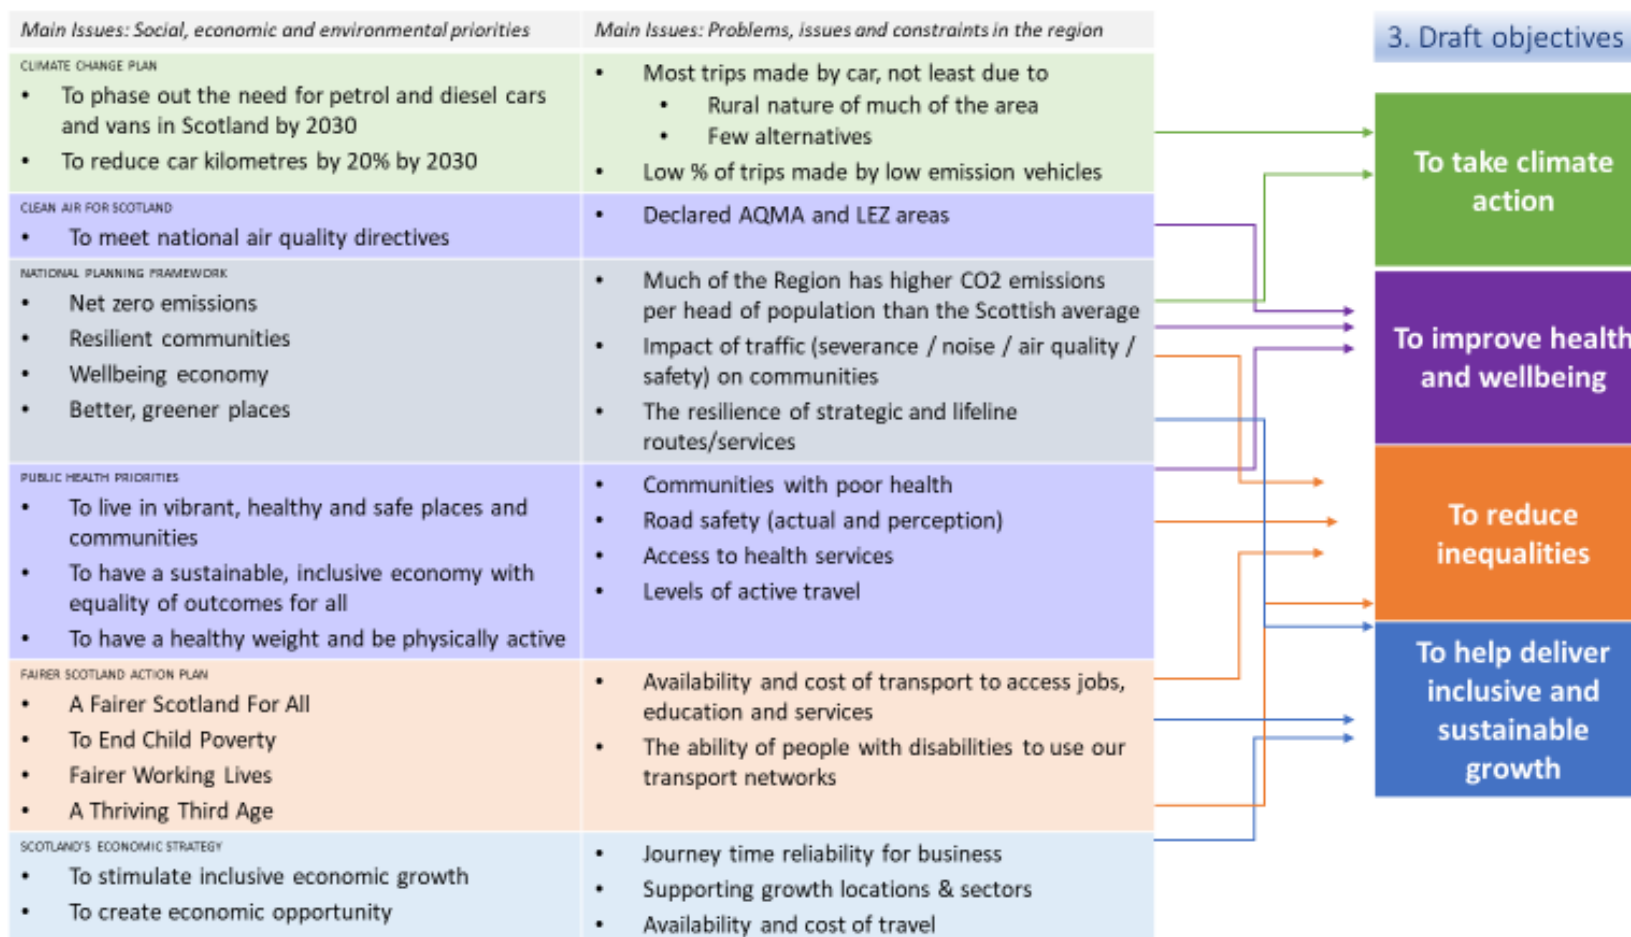 Main Issues: Social, economic and environmental priorities
Main Issues: Problems, issues and constraints in the region
3. Draft objectives
CLIMATE CHANGE PLAN
• To phase out the need for petrol and diesel cars
and vans in Scotland by 2030
• To reduce car kilometres by 20% by 2030
• Most trips made by car, not least due to
• Rural nature of much of the area
• Few alternatives
• Low % of trips made by low emission vehicles
CLEAN AIR FOR SCOTLAND
• To meet national air quality directives
• Declared AQMA and LEZ areas
NATIONAL PLANNING FRAMEWORK
• Net zero emissions
• Resilient communities
• Wellbeing economy
• Better, greener places
• Much of the Region has higher CO2 emissions
per head of population than the Scottish average
• Impact of traffic (severance / noise / air quality /
safety) on communities
• The resilience of strategic and lifeline
routes/services
PUBLIC HEALTH PRIORITIES
• To live in vibrant, healthy and safe places and
communities
• To have a sustainable, inclusive economy with
equality of outcomes for all
• To have a healthy weight and be physically active
• Communities with poor health
• Road safety (actual and perception)
• Access to health services
• Levels of active travel
FAIRER SCOTLAND ACTION PLAN
• A Fairer Scotland For All
• To End Child Poverty
• Fairer Working Lives
• A Thriving Third Age
• Availability and cost of transport to access jobs,
education and services
• The ability of people with disabilities to use our
transport networks
SCOTLAND'S ECONOMIC STRATEGY
• To stimulate inclusive economic growth
• To create economic opportunity
• Journey time reliability for business
• Supporting growth locations & sectors
• Availability and cost of travel
To take climate
action
To improve health
and wellbeing
To reduce
inequalities
To help deliver
inclusive and
sustainable
growth